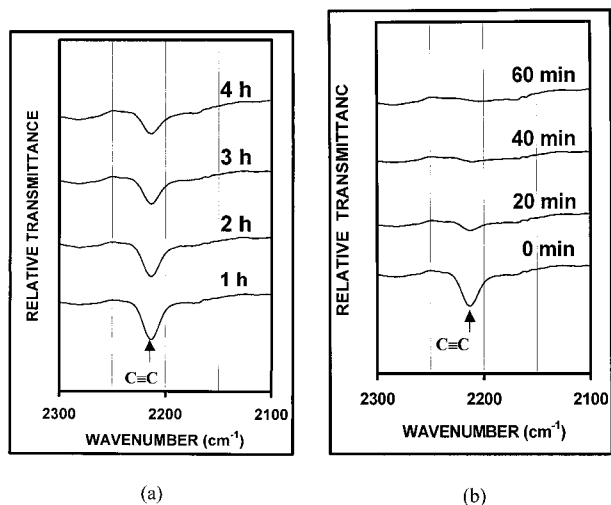 RELATIVE TRANSMITTANCE
4 h
3 h
2 h
1 h
C≡C
2300
2200
2100
WAVENUMBER (cm⁻¹)
(a)
RELATIVE TRANSMITTANC
60 min
40 min
20 min
0 min
C≡C
2300
2200
2100
WAVENUMBER (cm⁻¹)
(b)